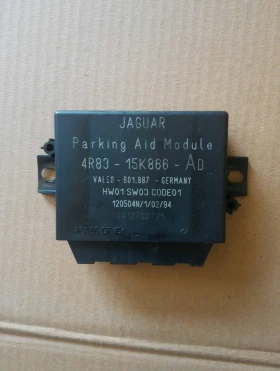 JAGUAR
Parking Aid Module
4R83 - 15K866 - AD
VALEO - 601.887 - GERMANY
HW01 SW03 CODE01
120504N/1/02/94